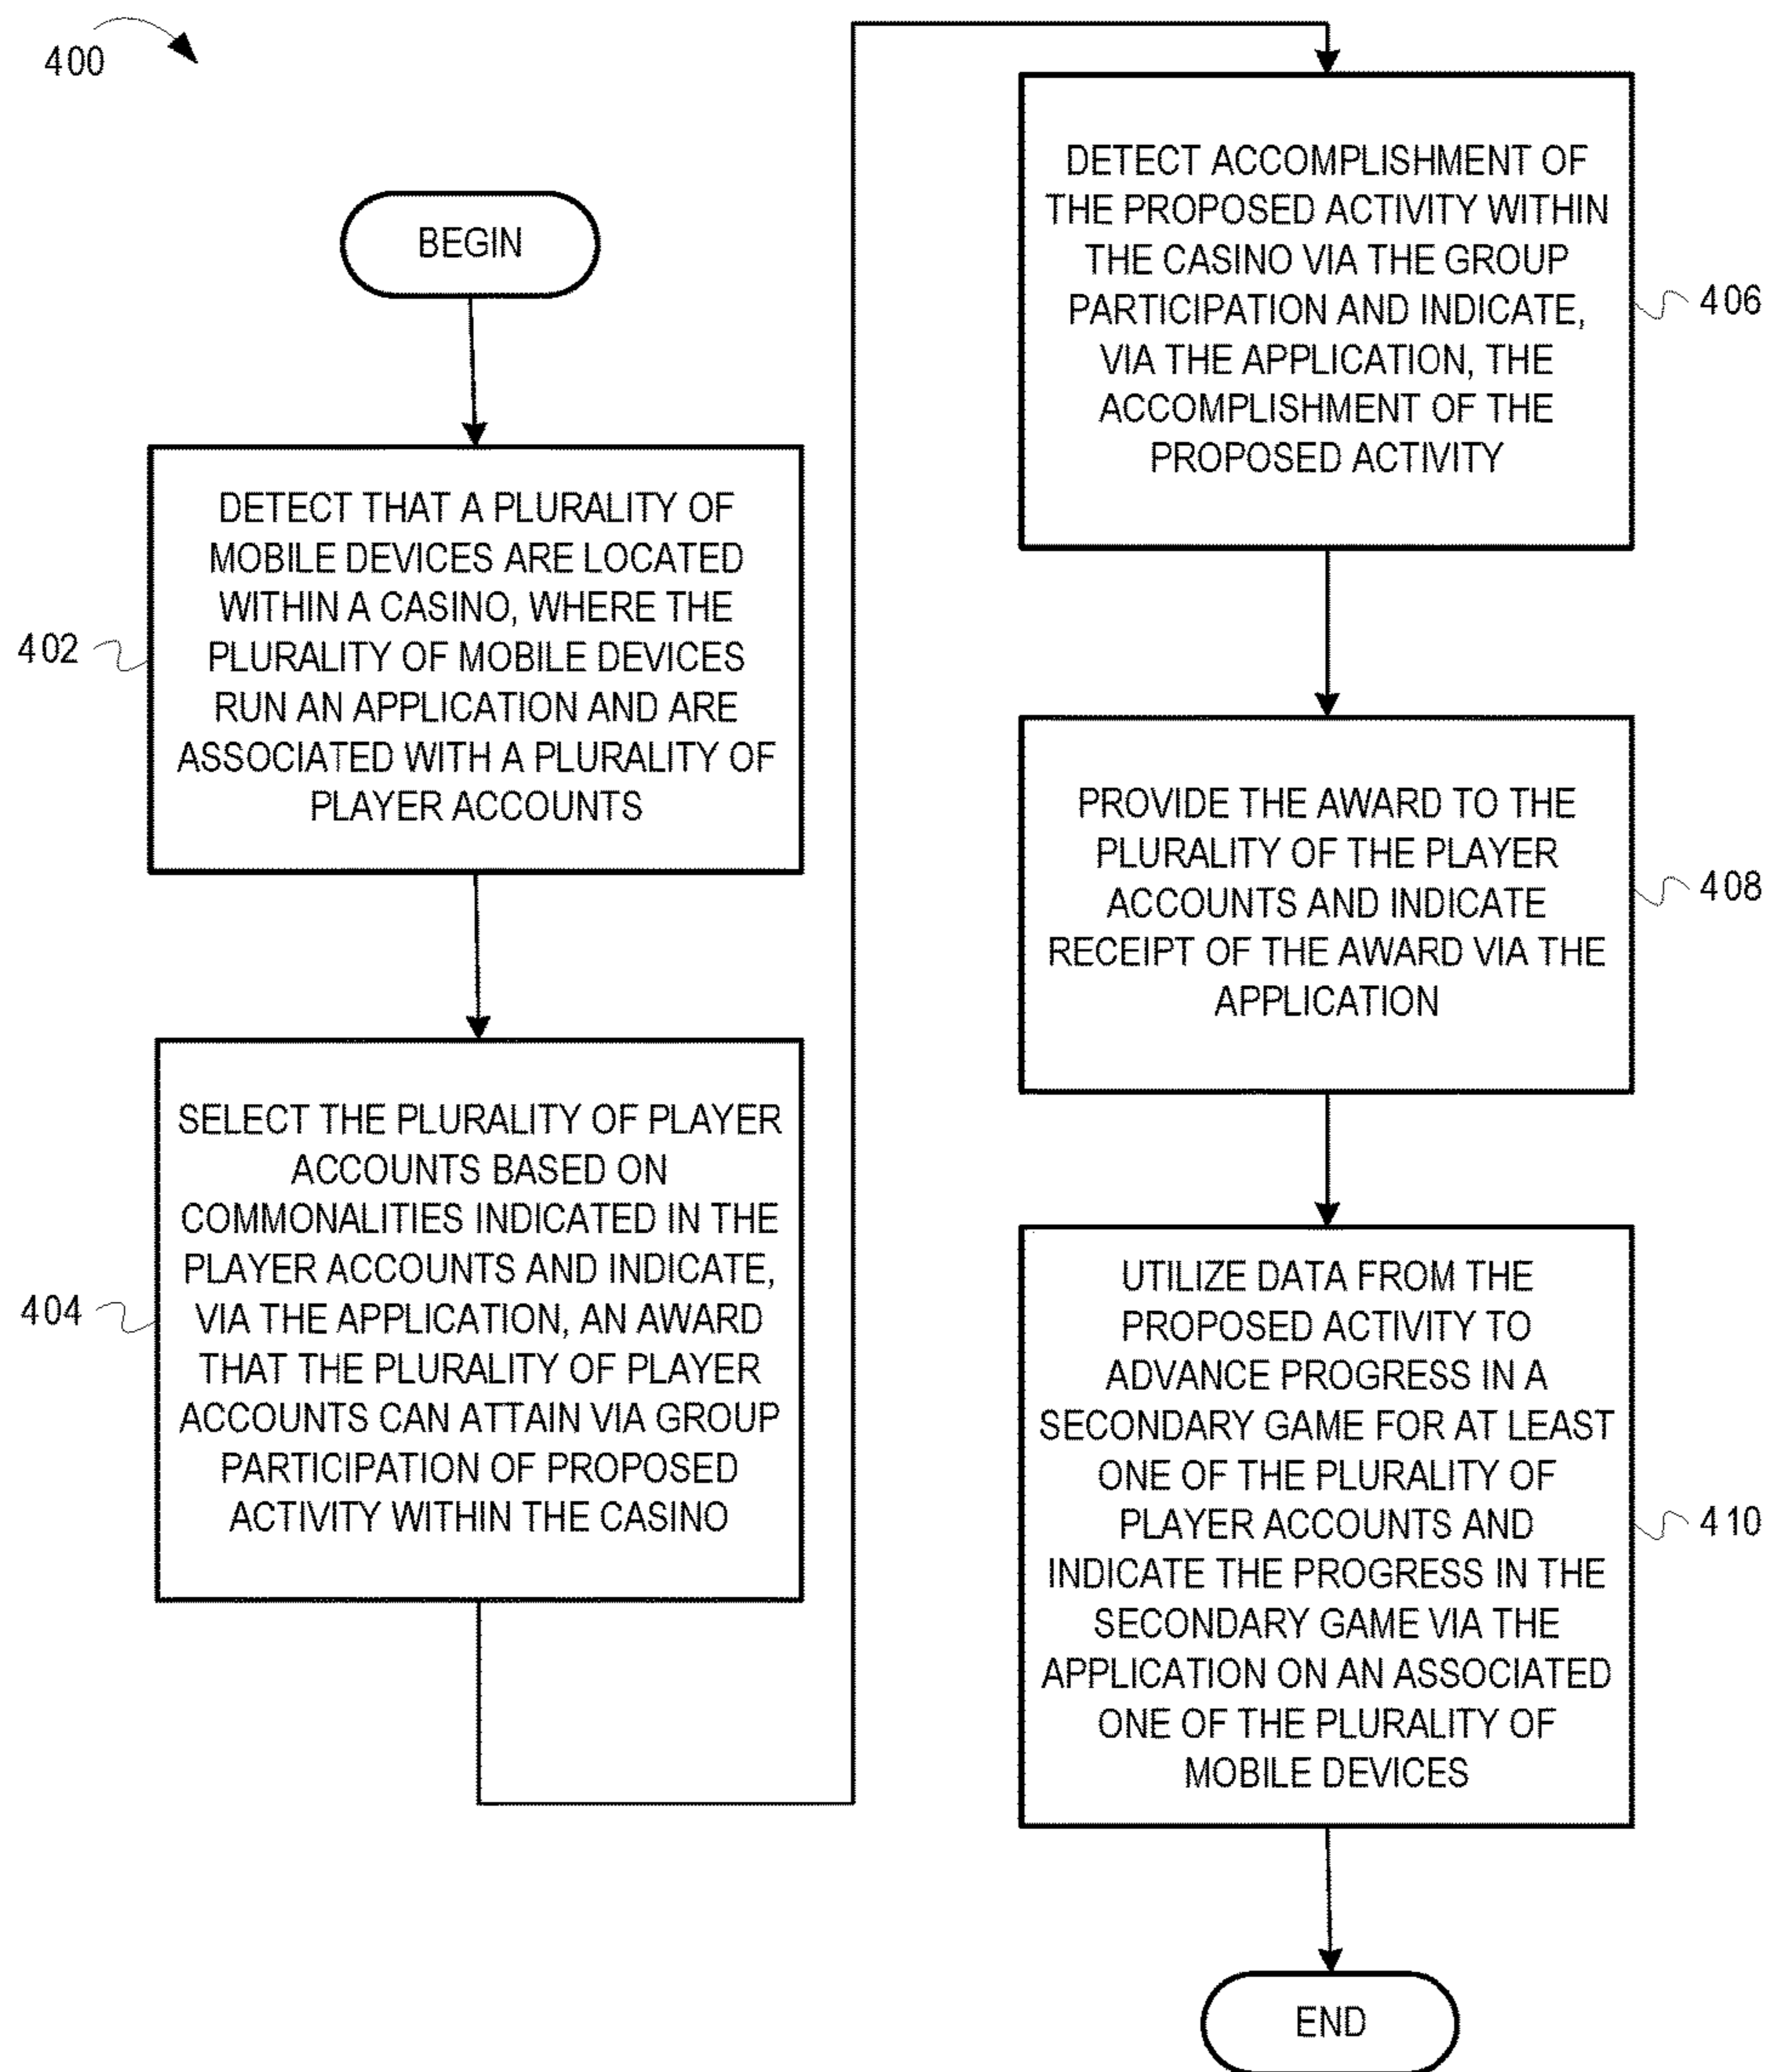 400
BEGIN
402
DETECT THAT A PLURALITY OF
MOBILE DEVICES ARE LOCATED
WITHIN A CASINO, WHERE THE
PLURALITY OF MOBILE DEVICES
RUN AN APPLICATION AND ARE
ASSOCIATED WITH A PLURALITY OF
PLAYER ACCOUNTS
404
SELECT THE PLURALITY OF PLAYER
ACCOUNTS BASED ON
COMMONALITIES INDICATED IN THE
PLAYER ACCOUNTS AND INDICATE,
VIA THE APPLICATION, AN AWARD
THAT THE PLURALITY OF PLAYER
ACCOUNTS CAN ATTAIN VIA GROUP
PARTICIPATION OF PROPOSED
ACTIVITY WITHIN THE CASINO
DETECT ACCOMPLISHMENT OF
THE PROPOSED ACTIVITY WITHIN
THE CASINO VIA THE GROUP
PARTICIPATION AND INDICATE,
VIA THE APPLICATION, THE
ACCOMPLISHMENT OF THE
PROPOSED ACTIVITY
406
PROVIDE THE AWARD TO THE
PLURALITY OF THE PLAYER
ACCOUNTS AND INDICATE
RECEIPT OF THE AWARD VIA THE
APPLICATION
408
UTILIZE DATA FROM THE
PROPOSED ACTIVITY TO
ADVANCE PROGRESS IN A
SECONDARY GAME FOR AT LEAST
ONE OF THE PLURALITY OF
PLAYER ACCOUNTS AND
INDICATE THE PROGRESS IN THE
SECONDARY GAME VIA THE
APPLICATION ON AN ASSOCIATED
ONE OF THE PLURALITY OF
MOBILE DEVICES
410
END